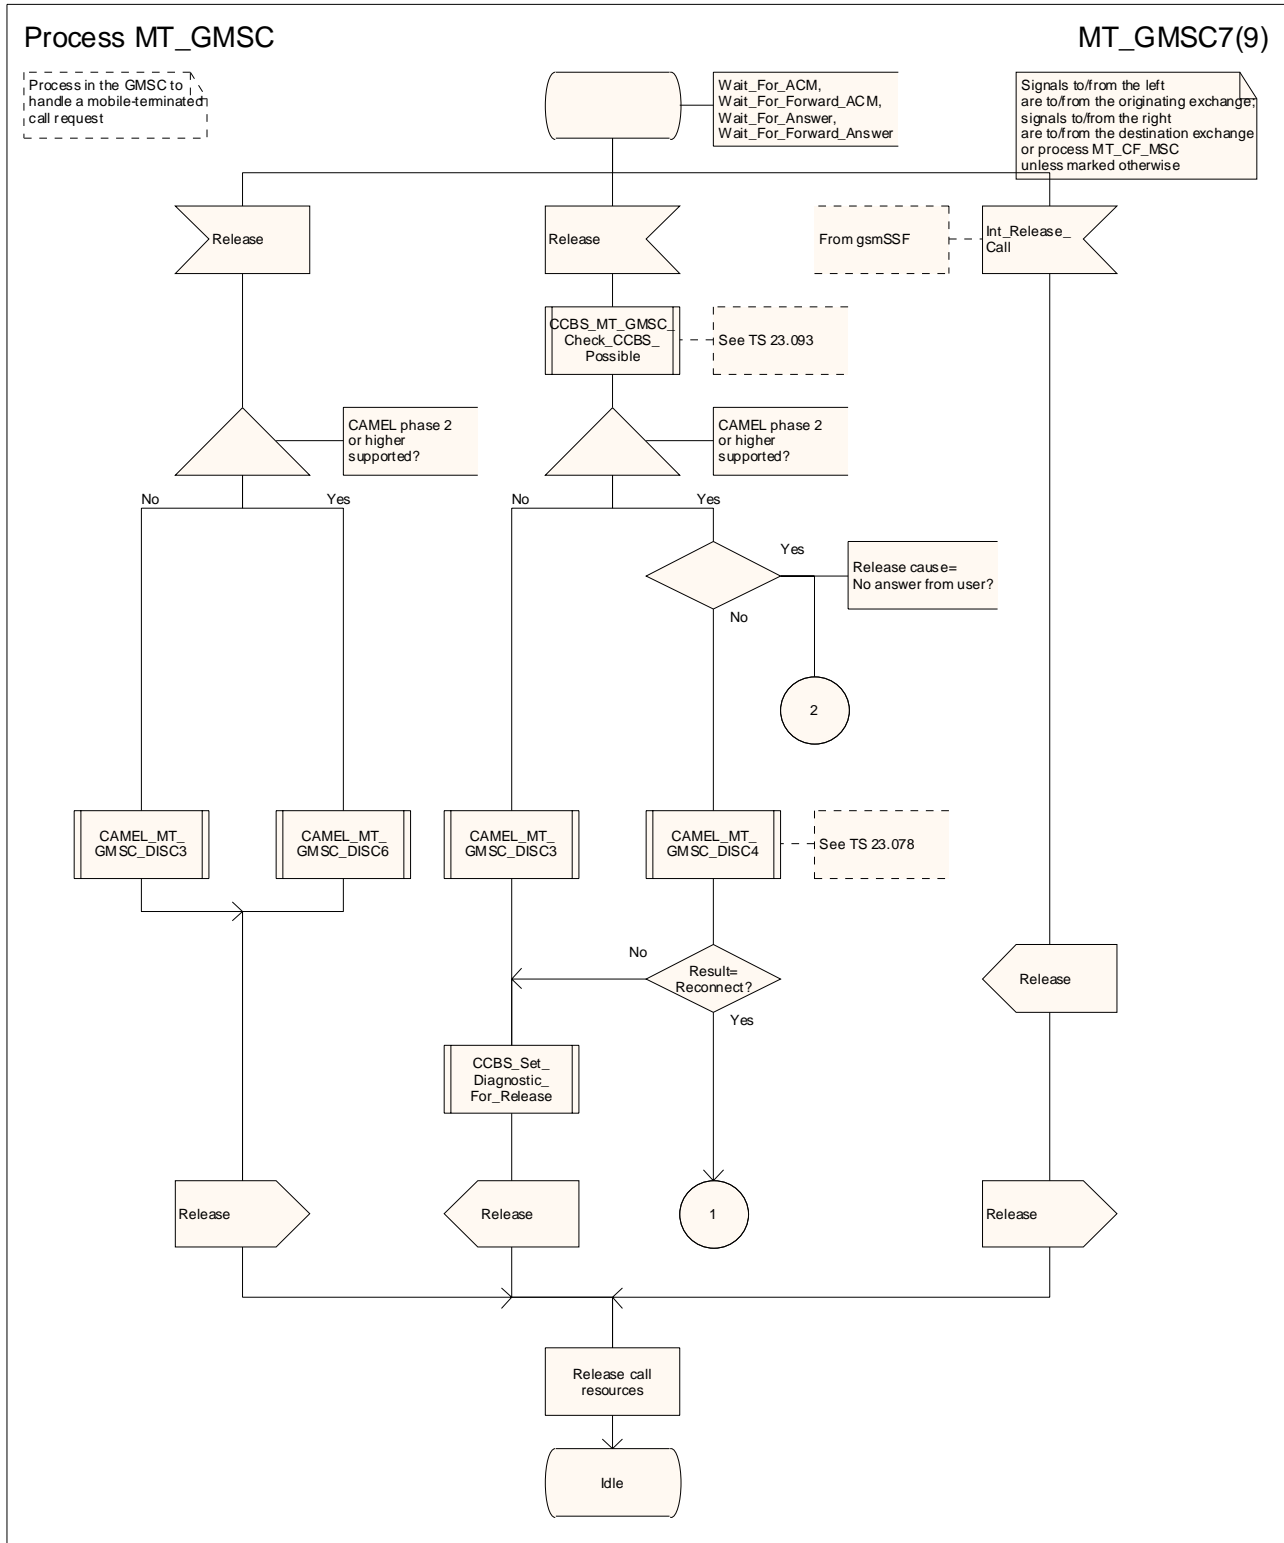 Process MT_GMSC
MT_GMSC7(9)
Process in the GMSC to
handle a mobile-terminated
call request
Wait_For_ACM,
Wait_For_Forward_ACM,
Wait_For_Answer,
Wait_For_Forward_Answer
Signals to/from the left
are to/from the originating exchange;
signals to/from the right
are to/from the destination exchange
or process MT_CF_MSC
unless marked otherwise
Release
Release
From gsmSSF
Int_Release_
Call
CCBS_MT_GMSC_
Check_CCBS_
Possible
See TS 23.093
CAMEL phase 2
or higher
supported?
CAMEL phase 2
or higher
supported?
No
Yes
No
Yes
Yes
Release cause=
No answer from user?
No
2
CAMEL_MT_
GMSC_DISC3
CAMEL_MT_
GMSC_DISC6
CAMEL_MT_
GMSC_DISC3
CAMEL_MT_
GMSC_DISC4
See TS 23.078
No
Result=
Reconnect?
Yes
Release
CCBS_Set_
Diagnostic_
For_Release
Release
Release
1
Release
Release call
resources
Idle